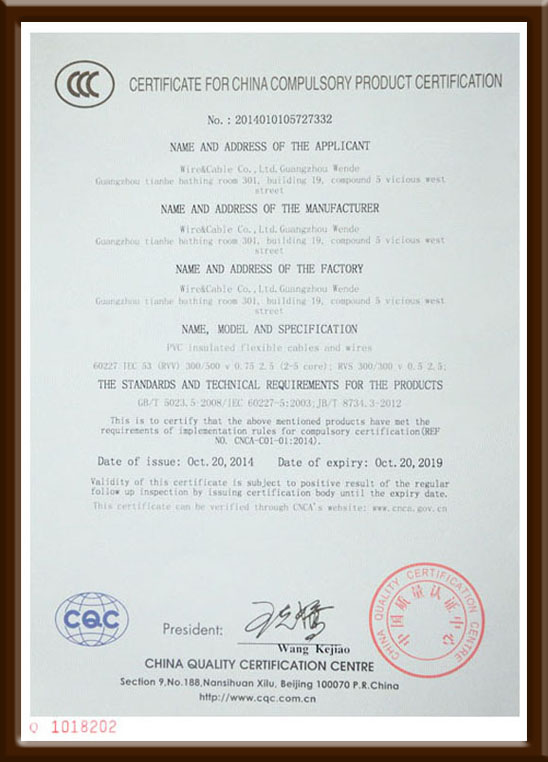 CCC
CERTIFICATE FOR CHINA COMPULSORY PRODUCT CERTIFICATION
No.: 2014010105727332
NAME AND ADDRESS OF THE APPLICANT
Wire&Cable Co.,Ltd.Guangzhou Wende
Guangzhou tianhe bathing room 301, building 19, compound 5 vicious west
street
NAME AND ADDRESS OF THE MANUFACTURER
Wire&Cable Co.,Ltd.Guangzhou Wende
Guangzhou tianhe bathing room 301, building 19, compound 5 vicious west
street
NAME AND ADDRESS OF THE FACTORY
Wire&Cable Co.,Ltd.Guangzhou Wende
Guangzhou tianhe bathing room 301, building 19, compound 5 vicious west
street
NAME, MODEL AND SPECIFICATION
PVC insulated flexible cables and wires
60227 IEC 53 (RVV) 300/500 v 0.75 2.5 (2-5 core); RVS 300/300 v 0.5 2.5;
THE STANDARDS AND TECHNICAL REQUIREMENTS FOR THE PRODUCTS
GB/T 5023.5-2008/IEC 60227-5:2003;JB/T 8734.3-2012
This is to certify that the above mentioned products have met the
requirements of implementation rules for compulsory certification(REF
NO. CNCA-C01-01:2014).
Date of issue: Oct.20,2014 Date of expiry: Oct.20,2019
Validity of this certificate is subject to positive result of the regular
follow up inspection by issuing certification body until the expiry date.
This certificate can be verified through CNCA's website: www.cnca.gov.cn
CQC
President:
Wang Kejiao
CHINA QUALITY CERTIFICATION CENTRE
中国质量认证中心
CHINA QUALITY CERTIFICATION CENTRE
Section 9,No.188,Nansihuan Xilu, Beijing 100070 P.R.China
http://www.cqc.com.cn
Q 1018202